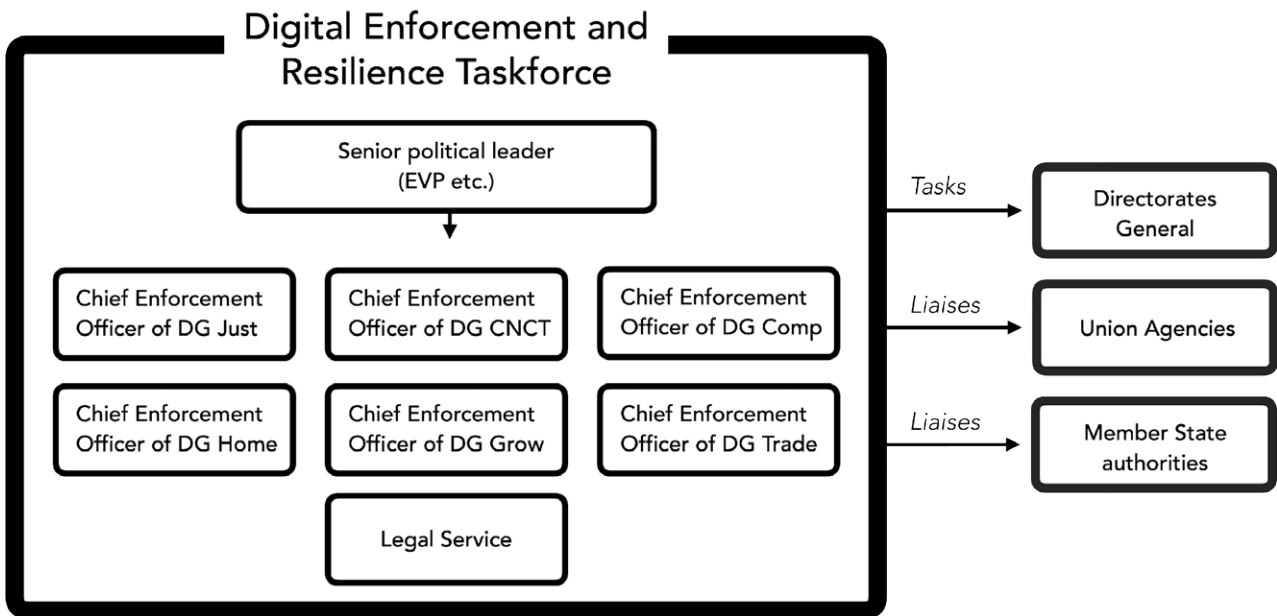 Digital Enforcement and
Resilience Taskforce
Senior political leader
(EVP etc.)
Chief Enforcement
Officer of DG Just
Chief Enforcement
Officer of DG CNCT
Chief Enforcement
Officer of DG Comp
Chief Enforcement
Officer of DG Home
Chief Enforcement
Officer of DG Grow
Chief Enforcement
Officer of DG Trade
Legal Service
Tasks
Directorates
General
Liaises
Union Agencies
Liaises
Member State
authorities